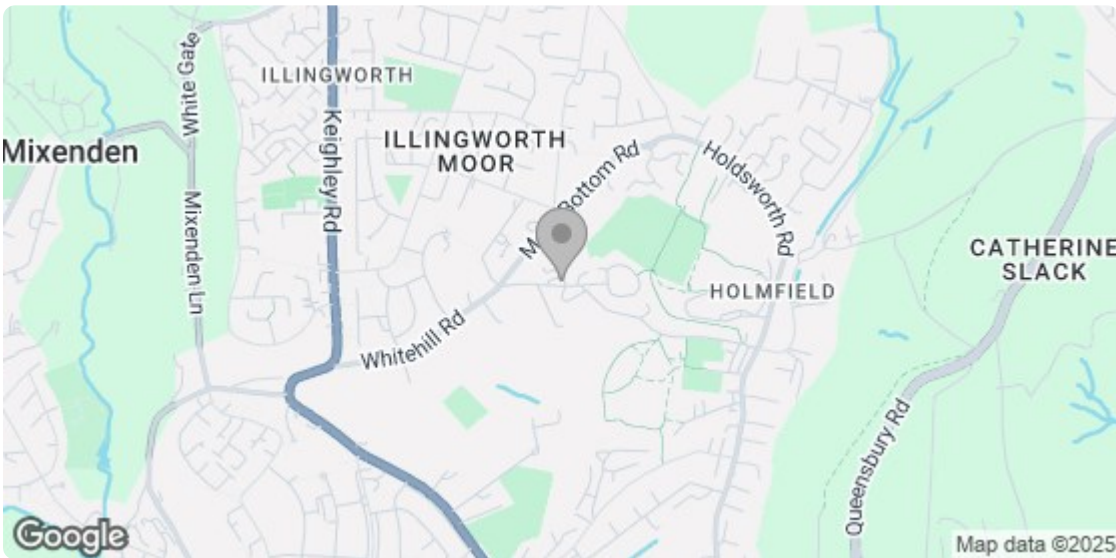 White Gate
ILLINGWORTH
Mixenden
Keighley Rd
ILLINGWORTH
MOOR
Bottom Rd
Holdsworth Rd
Mixenden Ln
CATHERINE
SLACK
HOLMFIELD
Whitehill Rd
Queensbury Rd
Google
Map data ©2025